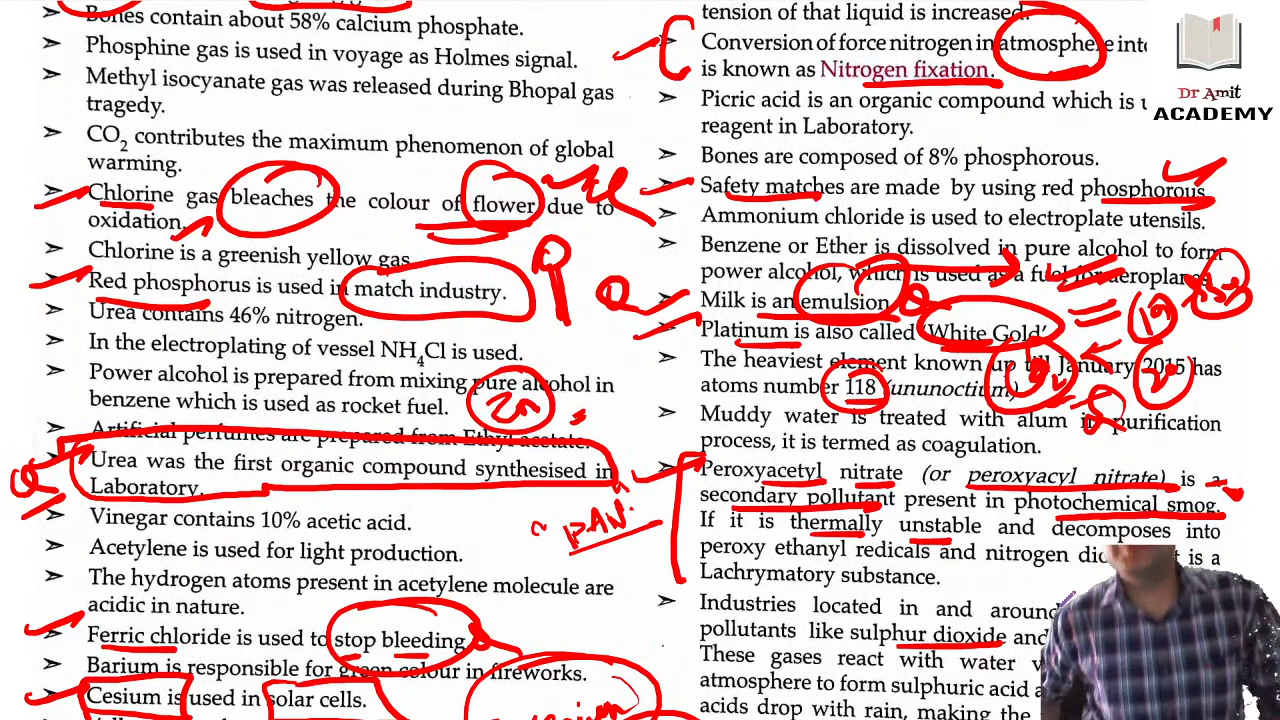 Bones contain about 58% calcium phosphate.
Phosphine gas is used in voyage as Holmes signal.
Methyl isocyanate gas was released during Bhopal gas
tragedy.
CO2 contributes the maximum phenomenon of global
warming.
Chlorine gas bleaches the colour of flower due to
oxidation.
Chlorine is a greenish yellow gas
Red phosphorus is used in match industry.
Urea contains 46% nitrogen.
In the electroplating of vessel NH4Cl is used.
Power alcohol is prepared from mixing pure alcohol in
benzene which is used as rocket fuel.
Artificial perfumes are prepared from Ethyl acetate.
Urea was the first organic compound synthesised in
Laboratory.
Vinegar contains 10% acetic acid.
Acetylene is used for light production.
The hydrogen atoms present in acetylene molecule are
acidic in nature.
Ferric chloride is used to stop bleeding
Barium is responsible for green colour in fireworks.
Cesium is used in solar cells.
PAN
tension of that liquid is increased.
Conversion of force nitrogen in atmosphere into
is known as Nitrogen fixation.
Picric acid is an organic compound which is
reagent in Laboratory.
Bones are composed of 8% phosphorous.
Safety matches are made by using red phosphorous
Ammonium chloride is used to electroplate utensils.
Benzene or Ether is dissolved in pure alcohol to form
power alcohol, which is used as a fuel for aeroplane
Milk is an emulsion
Platinum is also called 'White Gold'
The heaviest element known up till January 2015 has
atoms number 118 (ununoctium)
Muddy water is treated with alum in purification
process, it is termed as coagulation.
Peroxyacetyl nitrate (or peroxyacyl nitrate) is a
secondary pollutant present in photochemical smog.
If it is thermally unstable and decomposes into
peroxy ethanyl redicals and nitrogen is a
Lachrymatory substance.
Industries located in and around
pollutants like sulphur dioxide and
These gases react with water
atmosphere to form sulphuric acid
acids drop with rain, making the
Dr Amit
ACADEMY